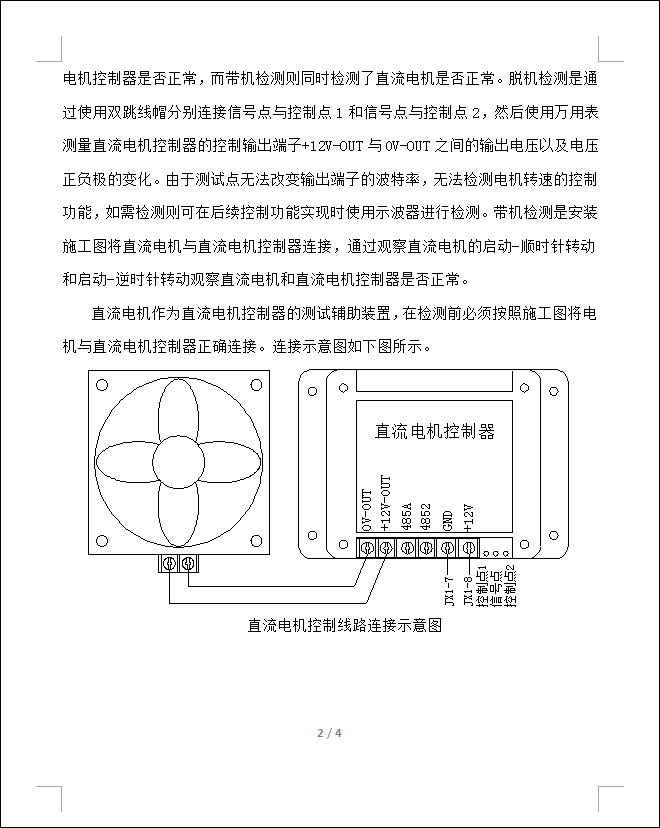 电机控制器是否正常，而带机检测则同时检测了直流电机是否正常。脱机检测是通
过使用双跳线帽分别连接信号点与控制点1和信号点与控制点2，然后使用万用表
测量直流电机控制器的控制输出端子+12V-OUT与0V-OUT之间的输出电压以及电压
正负极的变化。由于测试点无法改变输出端子的波特率，无法检测电机转速的控制
功能，如需检测则可在后续控制功能实现时使用示波器进行检测。带机检测是安装
施工图将直流电机与直流电机控制器连接，通过观察直流电机的启动-顺时针转动
和启动-逆时针转动观察直流电机和直流电机控制器是否正常。
直流电机作为直流电机控制器的测试辅助装置，在检测前必须按照施工图将电
机与直流电机控制器正确连接。连接示意图如下图所示。
直流电机控制器
0V-OUT
+12V-OUT
485A
4852
GND
+12V
JX1-7
JX1-8
控制点1
信号点
控制点2
直流电机控制线路连接示意图
2 / 4